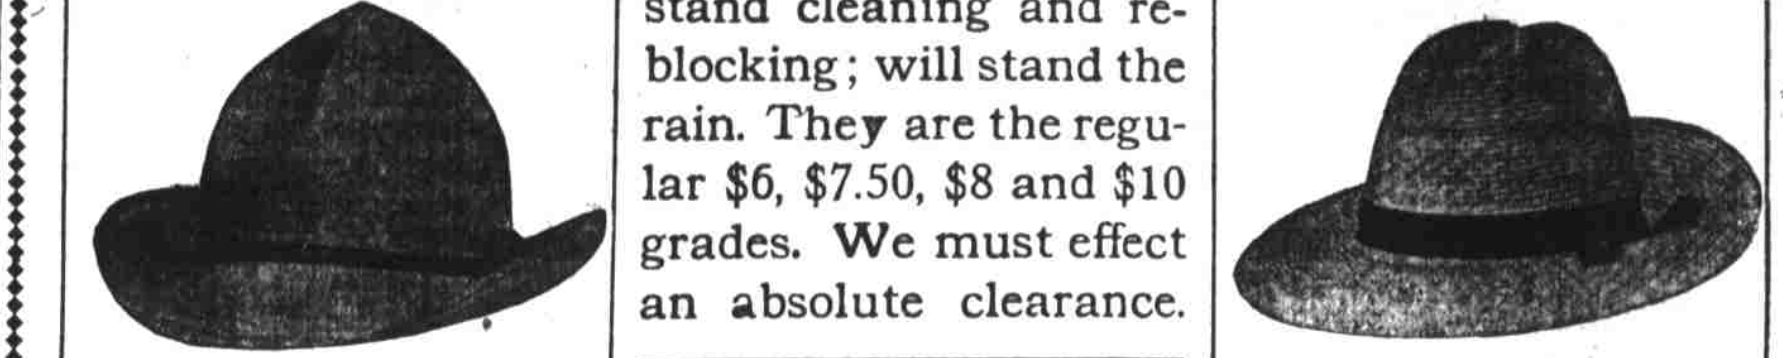 stand cleaning and re-
blocking; will stand the
rain. They are the regu-
lar $6, $7.50, $8 and $10
grades. We must effect
an absolute clearance.